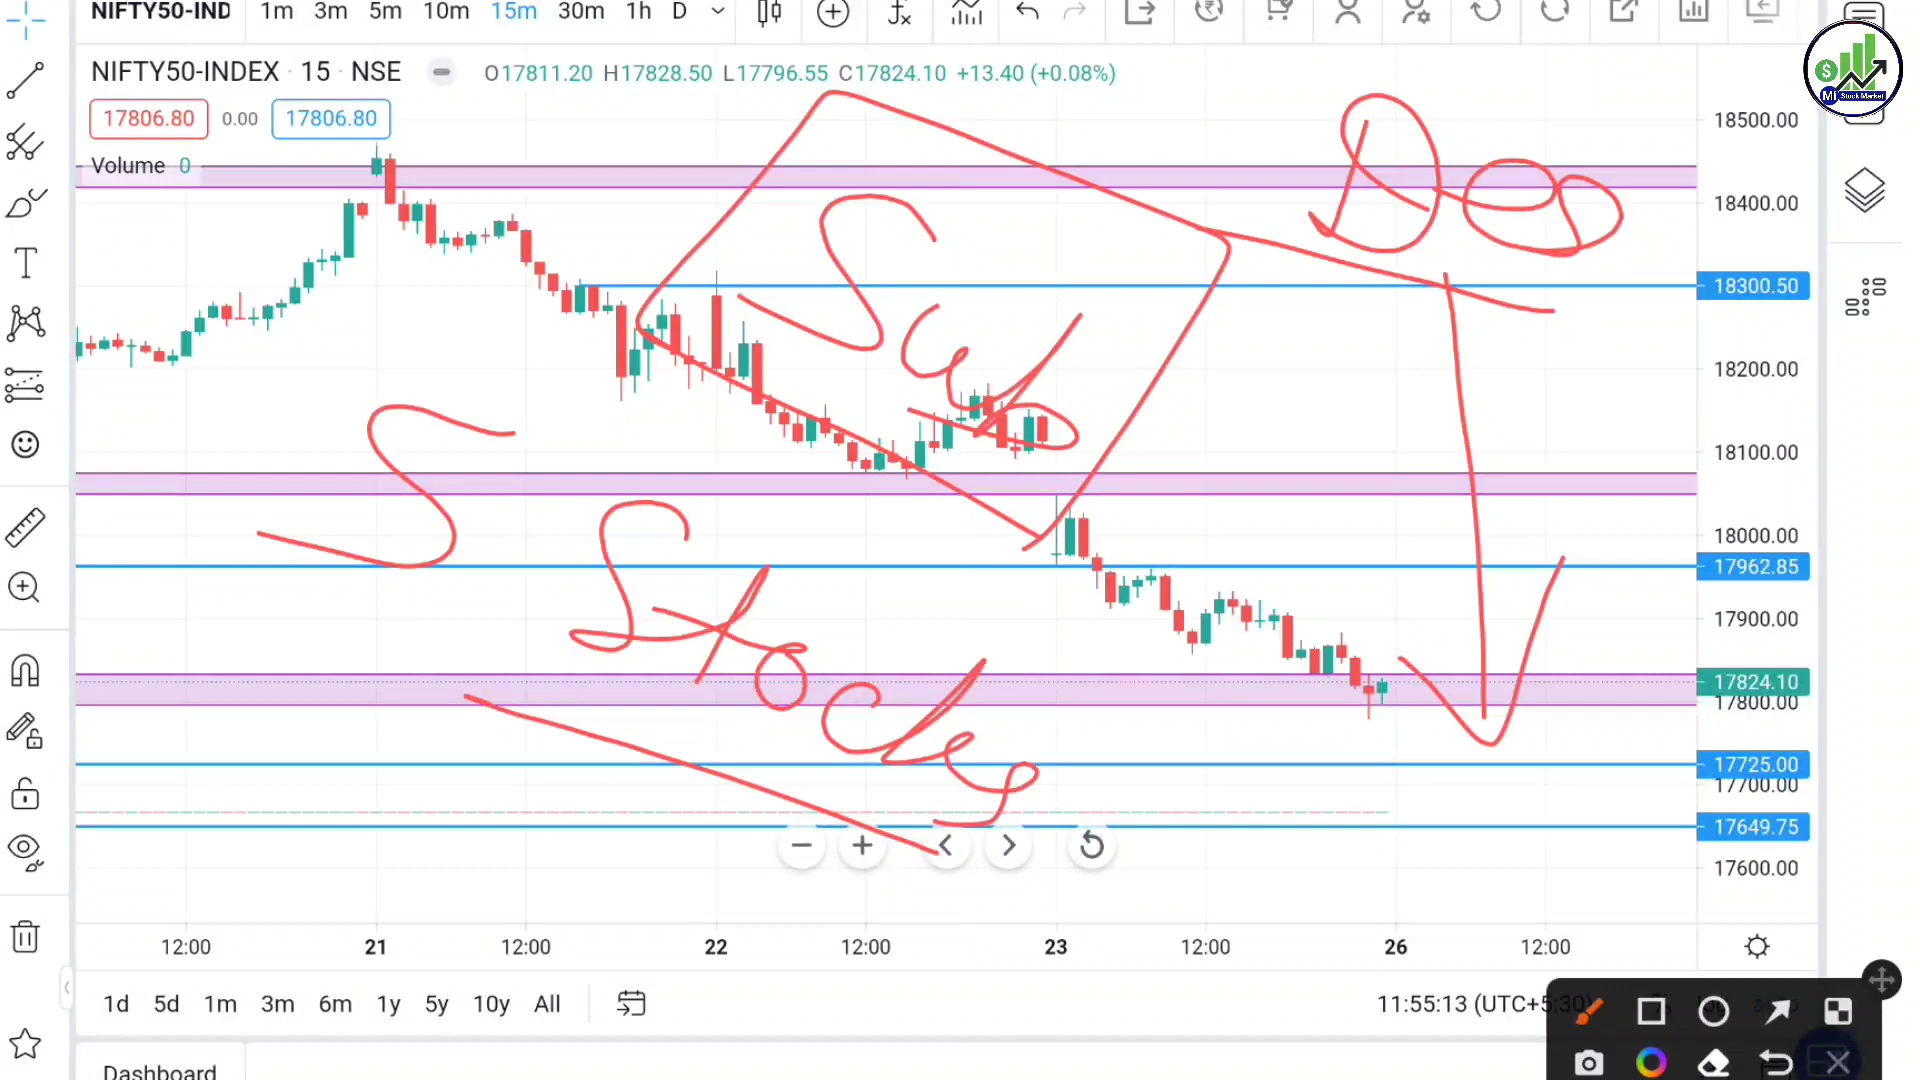 NIFTY50-IND 1m 3m 5m 10m 15m 30m 1h D
NIFTY50-INDEX · 15 · NSE O17811.20 H17828.50 L17796.55 C17824.10 +13.40 (+0.08%)
17806.80 0.00 17806.80
Volume 0
Mi Stock Market
18500.00
18400.00
18300.50
18200.00
18100.00
18000.00
17962.85
17900.00
17824.10
17800.00
17725.00
17700.00
17649.75
17600.00
Stocks
12:00 21 12:00 22 12:00 23 12:00 26 12:00
1d 5d 1m 3m 6m 1y 5y 10y All
11:55:13 (UTC+5:30)
Dashboard